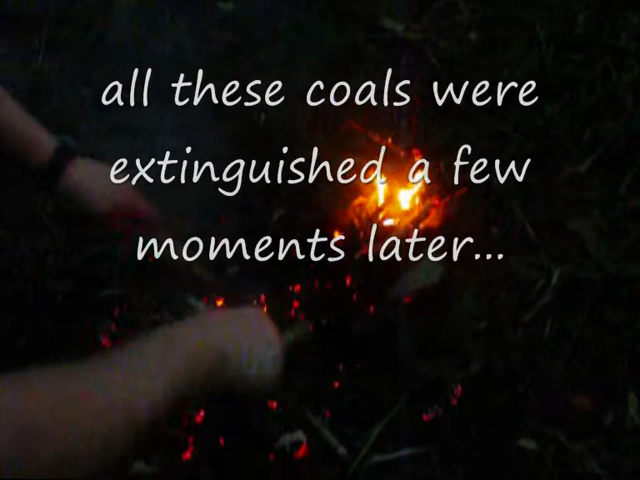 all these coals were
extinguished a few
moments later...